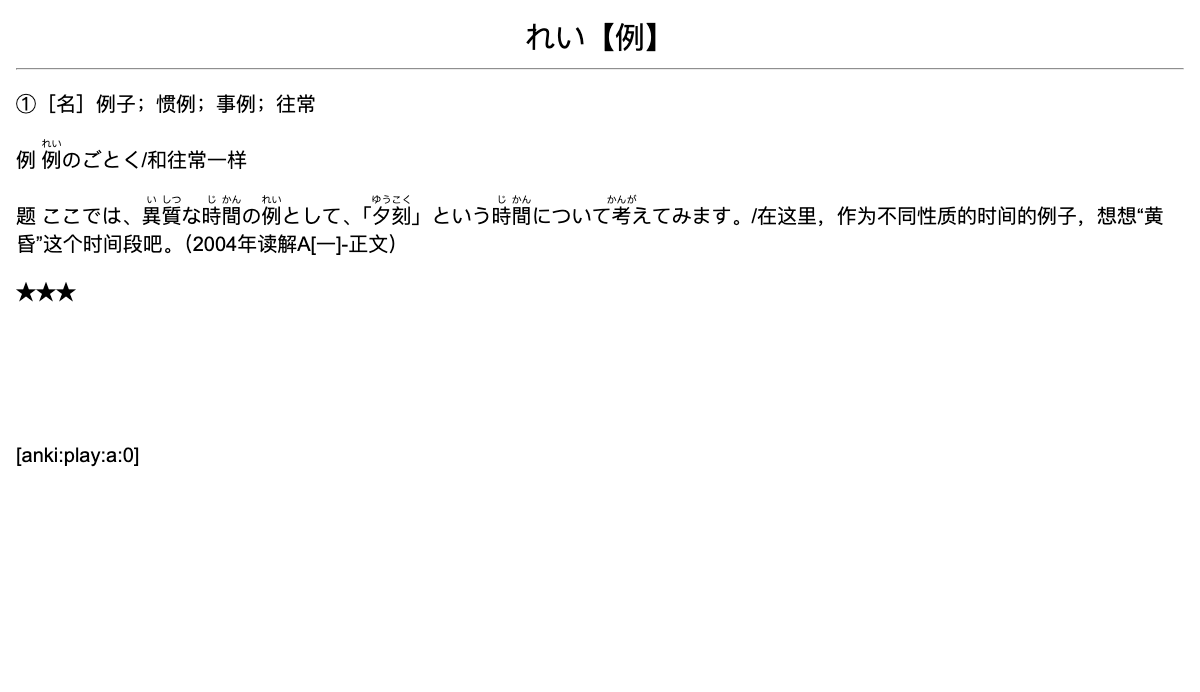 れい【例】
①［名］例子；惯例；事例；往常
れい
例 例のごとく/和往常一样
い しつ じ かん れい ゆうこく じ かん かんが
题 ここでは、異質な時間の例として、「夕刻」という時間について考えてみます。/在这里，作为不同性质的时间的例子，想想“黄
昏”这个时间段吧。（2004年读解A[一]-正文）
★★★
[anki:play:a:0]